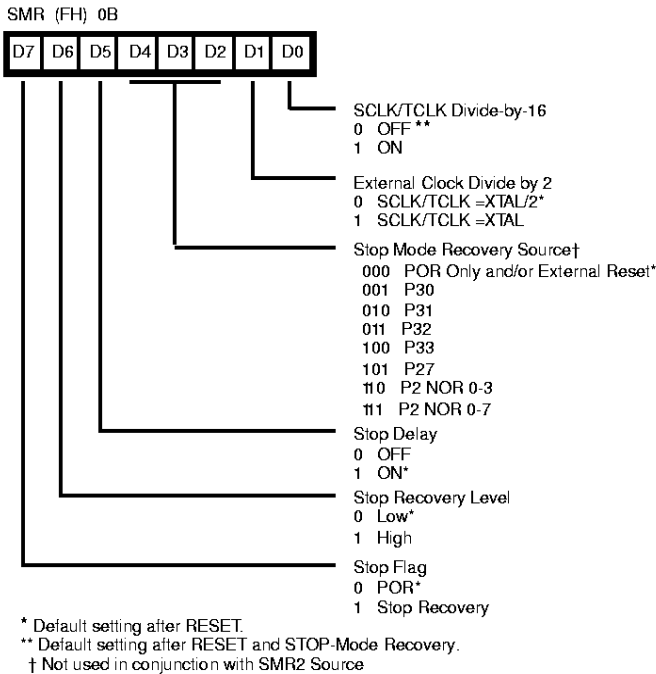 SMR (FH) 0B
D7 D6 D5 D4 D3 D2 D1 D0
SCLK/TCLK Divide-by-16
0 OFF **
1 ON
External Clock Divide by 2
0 SCLK/TCLK =XTAL/2*
1 SCLK/TCLK =XTAL
Stop Mode Recovery Source†
000 POR Only and/or External Reset*
001 P30
010 P31
011 P32
100 P33
101 P27
110 P2 NOR 0-3
111 P2 NOR 0-7
Stop Delay
0 OFF
1 ON*
Stop Recovery Level
0 Low*
1 High
Stop Flag
0 POR*
1 Stop Recovery
* Default setting after RESET.
** Default setting after RESET and STOP-Mode Recovery.
† Not used in conjunction with SMR2 Source